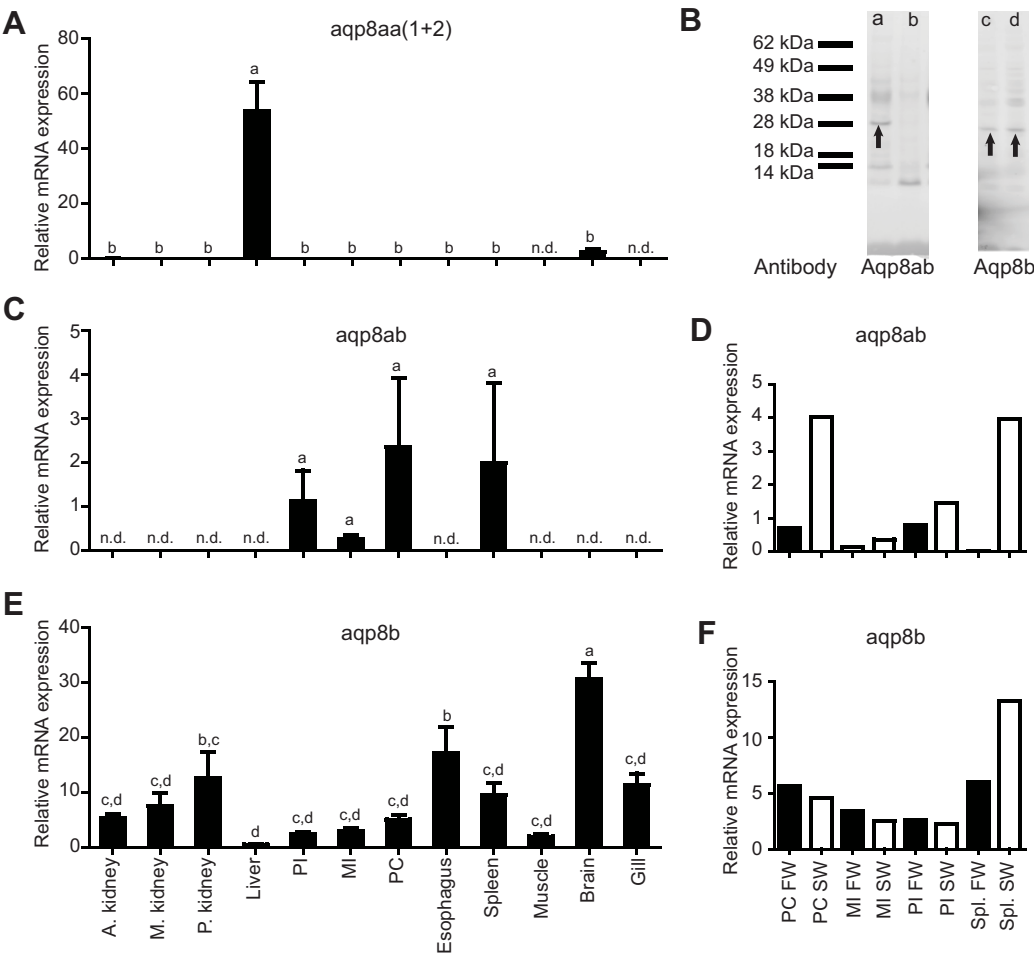 A
aqp8aa(1+2)
Relative mRNA expression
80
60
40
20
0
b b b a b b b b b n.d. b n.d.
B
a b c d
62 kDa
49 kDa
38 kDa
28 kDa
18 kDa
14 kDa
Antibody Aqp8ab Aqp8b
C
aqp8ab
Relative mRNA expression
5
4
3
2
1
0
n.d. n.d. n.d. n.d. a a a n.d. a n.d. n.d. n.d.
D
aqp8ab
Relative mRNA expression
5
4
3
2
1
0
E
aqp8b
Relative mRNA expression
40
30
20
10
0
c,d c,d b,c d c,d c,d c,d b c,d c,d a c,d
A. kidney
M. kidney
P. kidney
Liver
PI
MI
PC
Esophagus
Spleen
Muscle
Brain
Gill
F
aqp8b
Relative mRNA expression
15
10
5
0
PC FW
PC SW
MI FW
MI SW
PI FW
PI SW
Spl. FW
Spl. SW